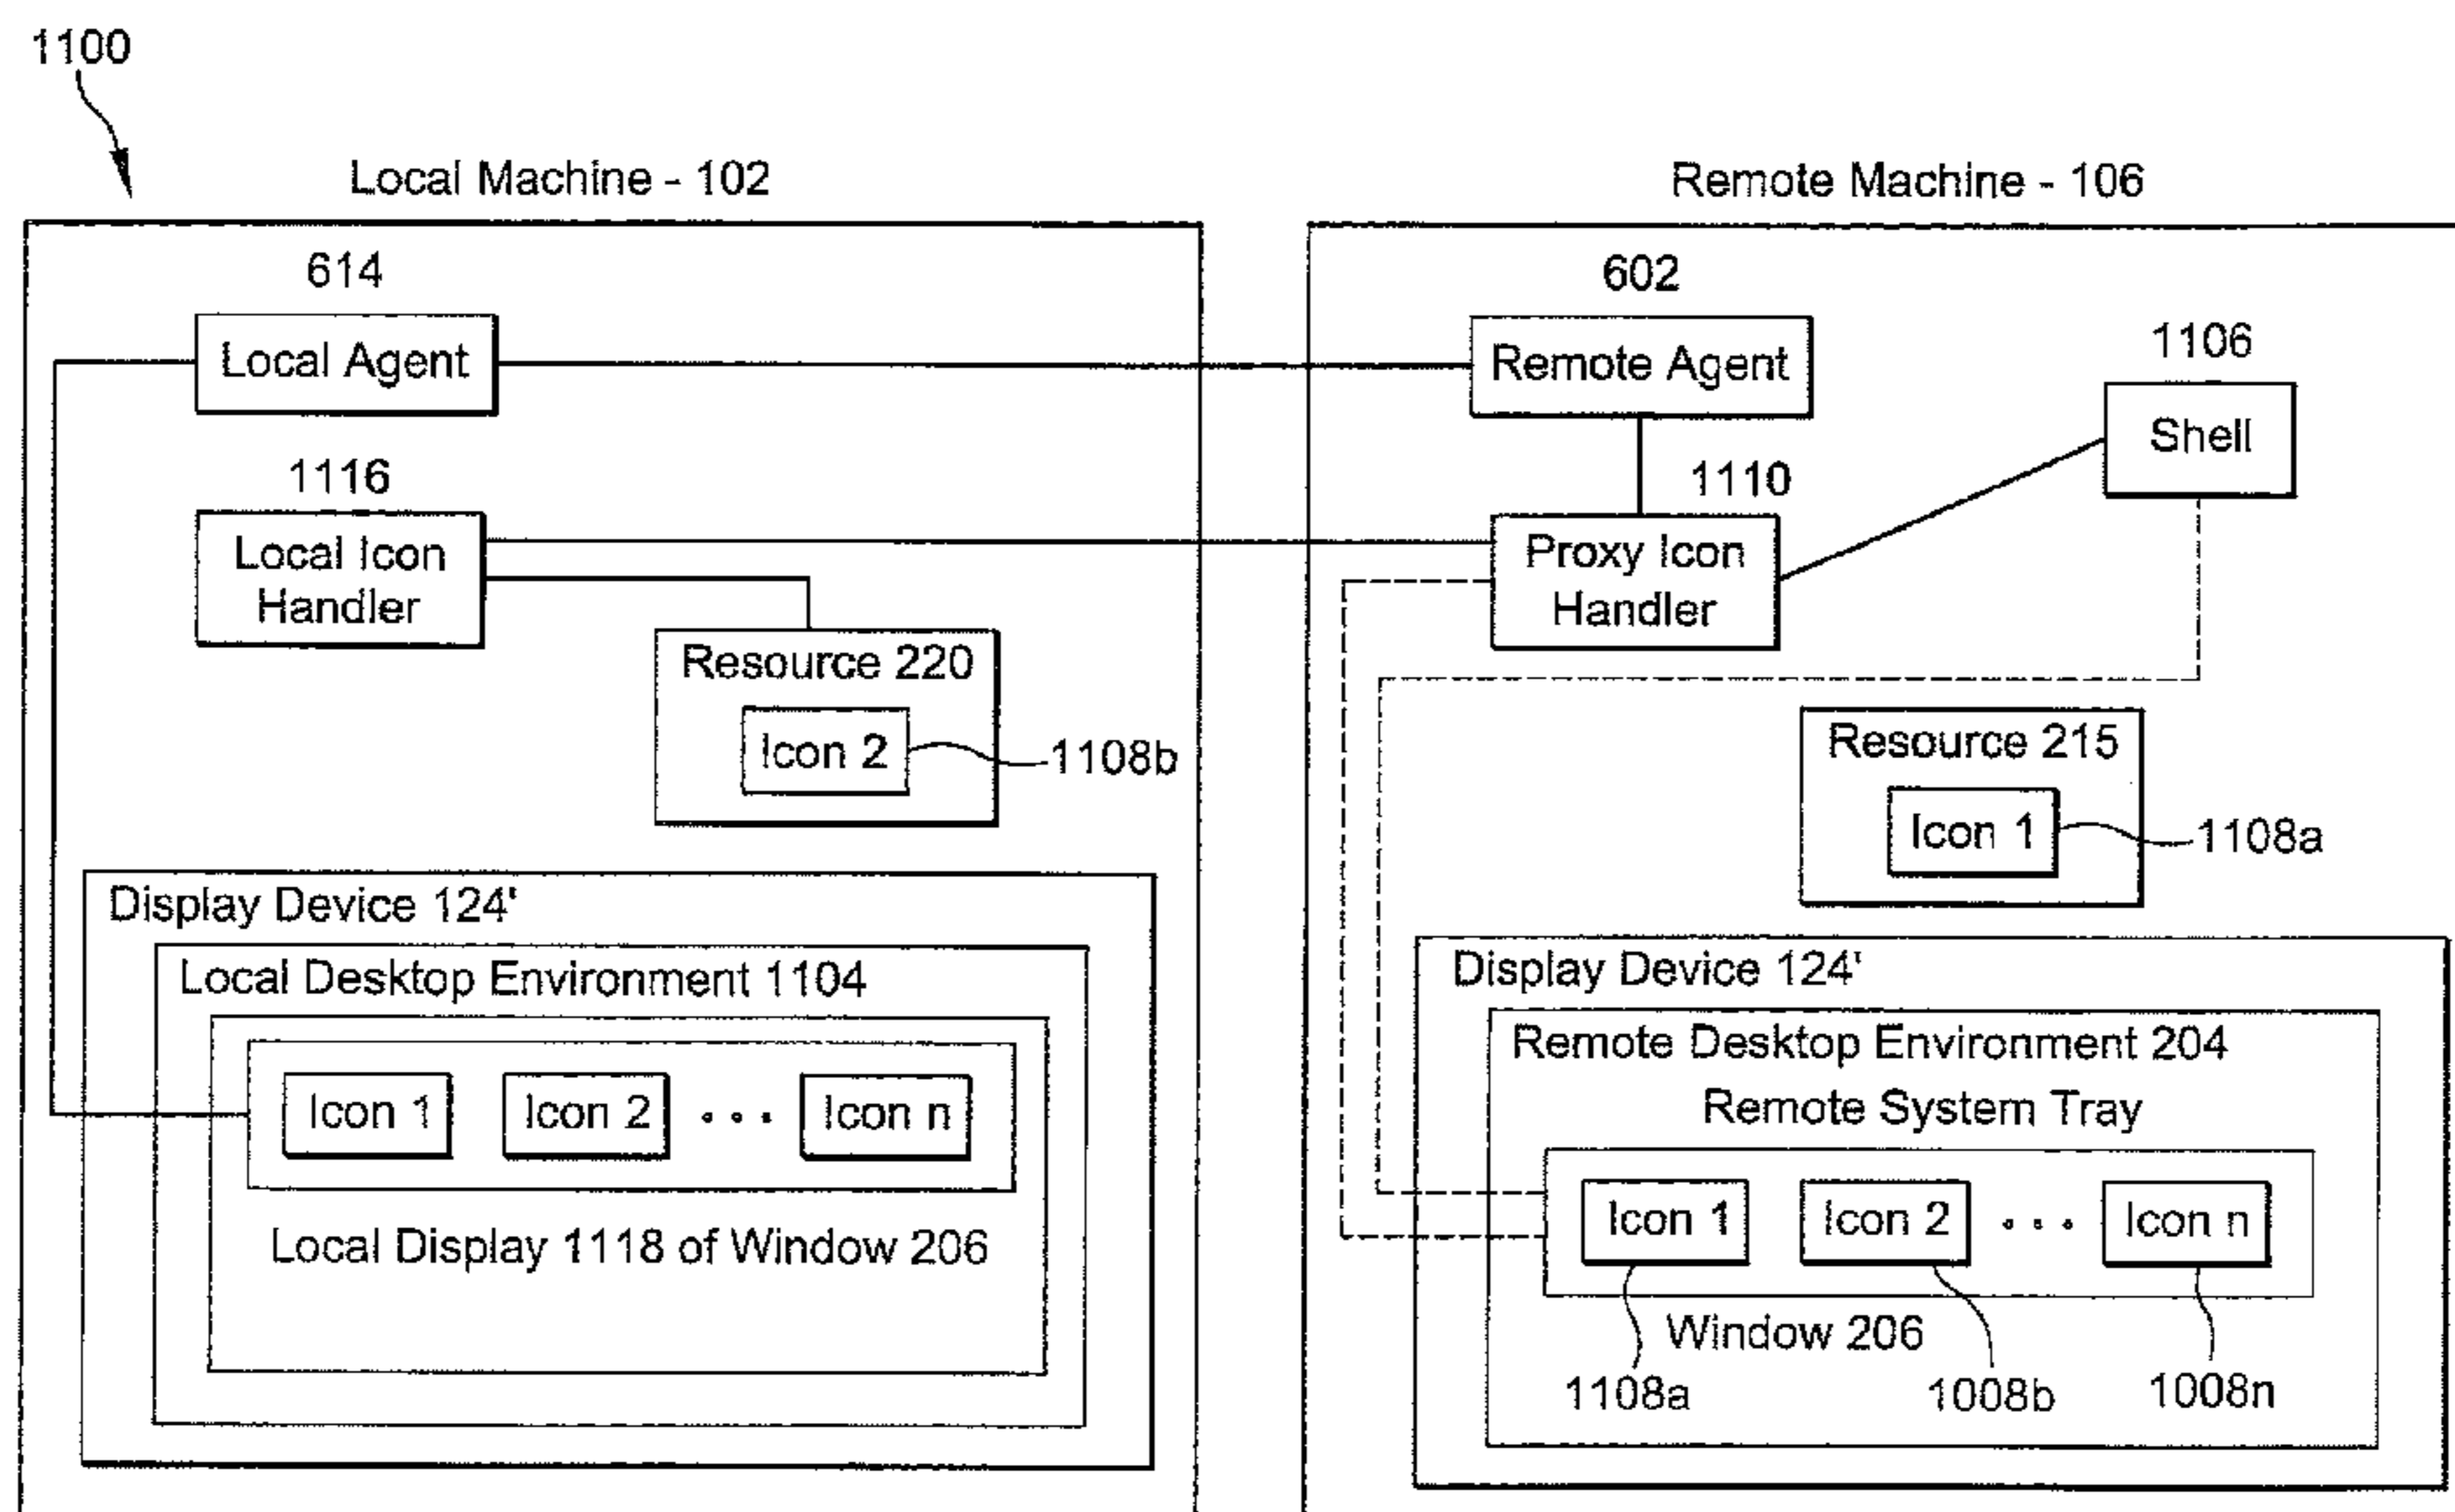 1100
Local Machine - 102
614
Local Agent
1116
Local Icon
Handler
Resource 220
Icon 2
1108b
Display Device 124'
Local Desktop Environment 1104
Icon 1 Icon 2 ... Icon n
Local Display 1118 of Window 206
Remote Machine - 106
602
Remote Agent
1106
Shell
1110
Proxy Icon
Handler
Resource 215
Icon 1
1108a
Display Device 124'
Remote Desktop Environment 204
Remote System Tray
Icon 1 Icon 2 ... Icon n
Window 206
1108a 1008b 1008n